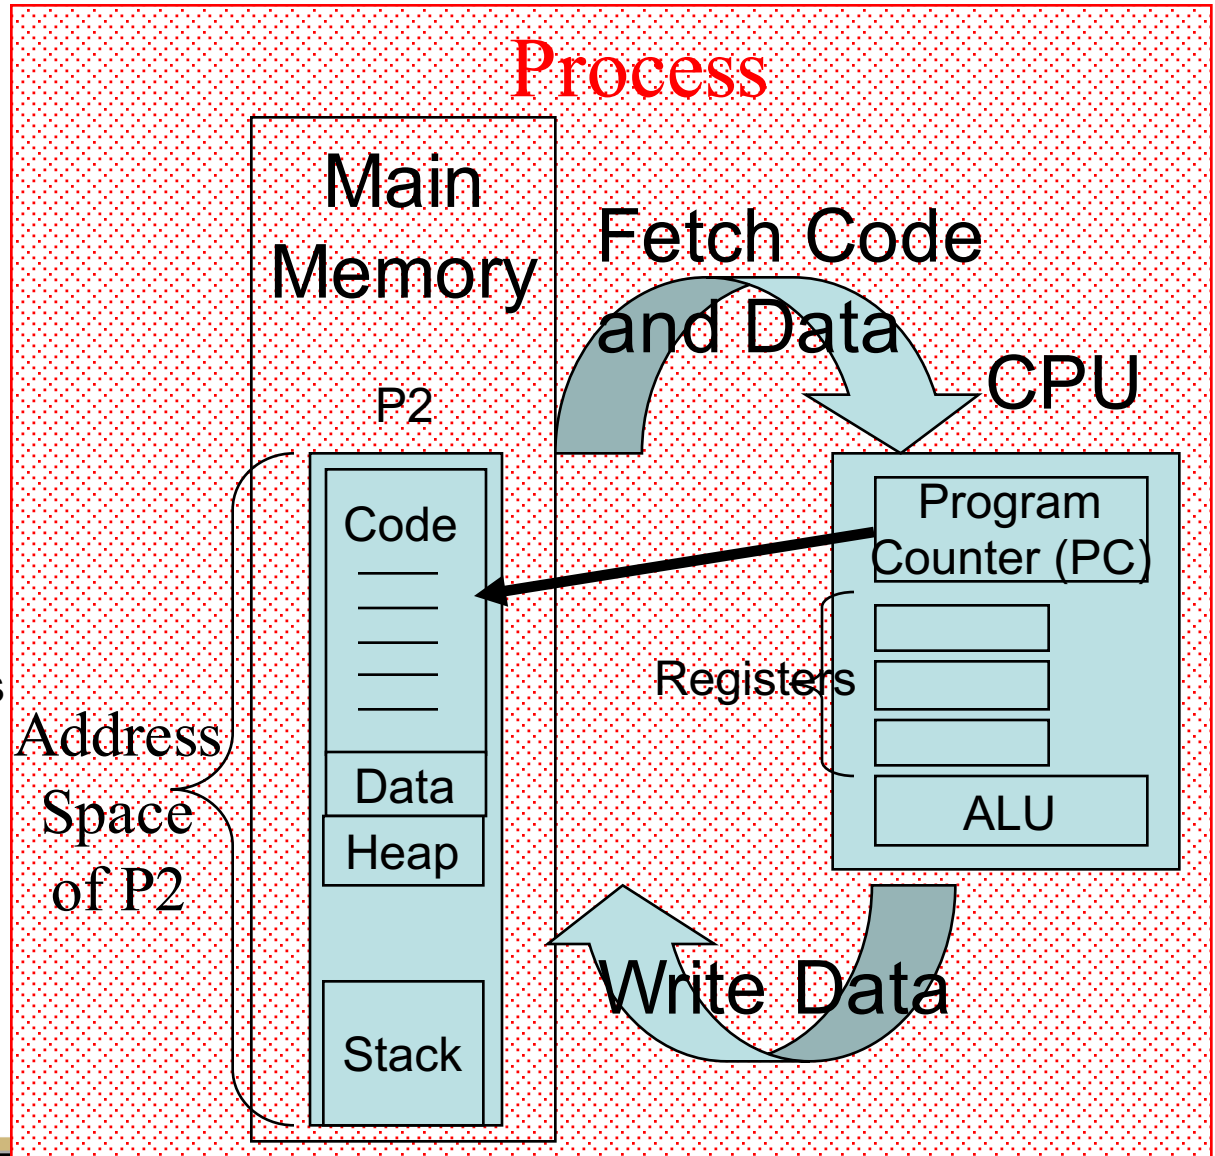 Process
Main
Memory
Fetch Code
and Data
CPU
P2
Code
Program
Counter (PC)
Registers
s
Address
Space
of P2
Data
Heap
ALU
Write Data
Stack